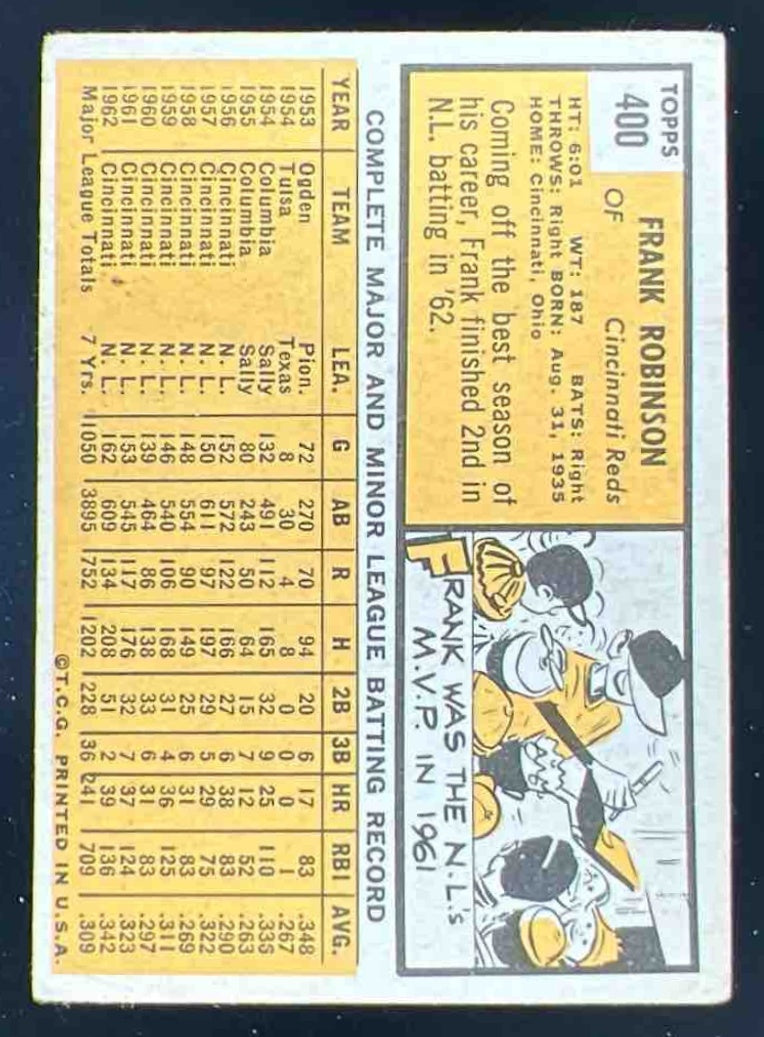 TOPPS
400
FRANK ROBINSON
OF Cincinnati Reds
HT: 6:01 WT: 187 BATS: Right
THROWS: Right BORN: Aug. 31, 1935
HOME: Cincinnati, Ohio
Coming off the best season of
his career, Frank finished 2nd in
N.L. batting in '62.
FRANK WAS THE N.L.'s
M.V.P. IN 1961
COMPLETE MAJOR AND MINOR LEAGUE BATTING RECORD
YEAR TEAM LEA. G AB R H 2B 3B HR RBI AVG.
1953 Ogden Pion. 72 270 70 94 20 6 17 83 .348
1954 Tulsa Texas 8 30 4 8 0 0 0 1 .267
1954 Columbia Sally 132 491 112 165 32 9 25 110 .336
1955 Columbia Sally 80 243 50 64 15 7 12 52 .263
1956 Cincinnati N. L. 152 572 122 166 27 6 38 83 .290
1957 Cincinnati N. L. 150 611 97 197 29 5 29 75 .322
1958 Cincinnati N. L. 148 554 90 149 25 6 31 83 .269
1959 Cincinnati N. L. 146 540 106 168 31 4 36 125 .311
1960 Cincinnati N. L. 139 464 86 138 33 6 31 83 .297
1961 Cincinnati N. L. 153 545 117 176 32 7 37 124 .323
1962 Cincinnati N. L. 162 609 134 208 51 2 39 136 .342
Major League Totals 7 Yrs. 1050 3895 752 1202 228 36 241 709 .309
©T.C.G. PRINTED IN U.S.A.